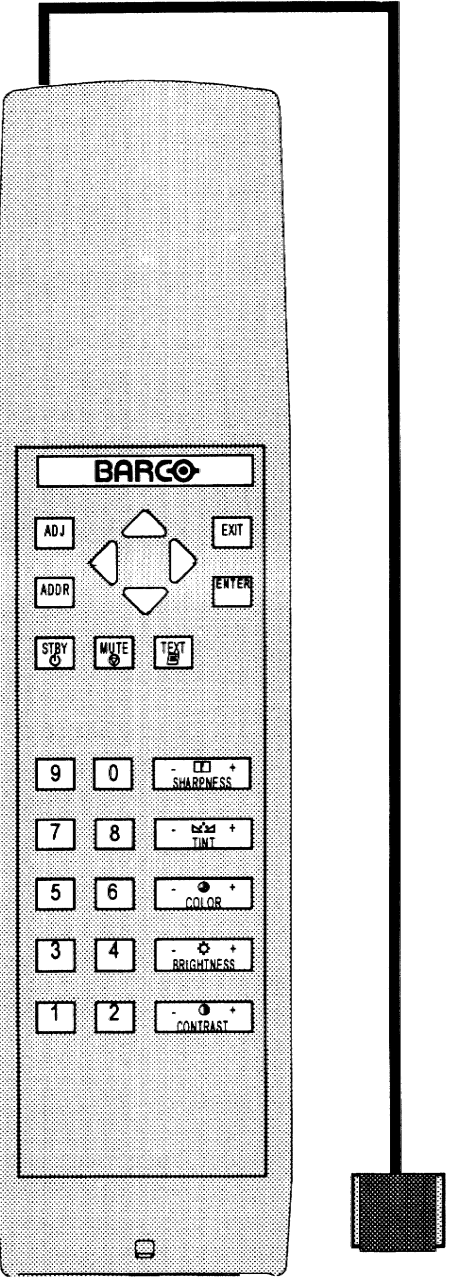 BARCO
ADJ EXIT
ADDR ENTER
STBY MUTE TEXT
9 0 - +
SHARPNESS
7 8 - +
TINT
5 6 - +
COLOR
3 4 - +
BRIGHTNESS
1 2 - +
CONTRAST